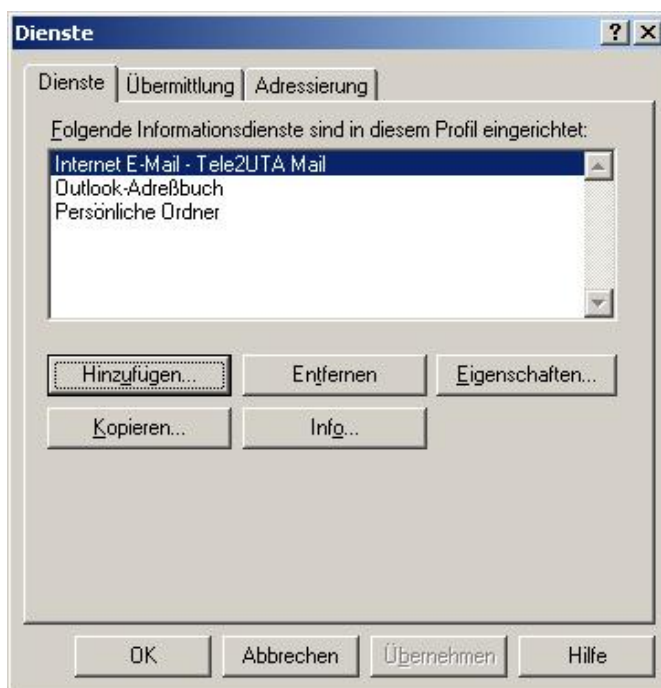 Dienste
Dienste Übermittlung Adressierung
Folgende Informationsdienste sind in diesem Profil eingerichtet:
Internet E-Mail - Tele2UTA Mail
Outlook-Adreßbuch
Persönliche Ordner
Hinzufügen... Entfernen Eigenschaften...
Kopieren... Info...
OK Abbrechen Übernehmen Hilfe